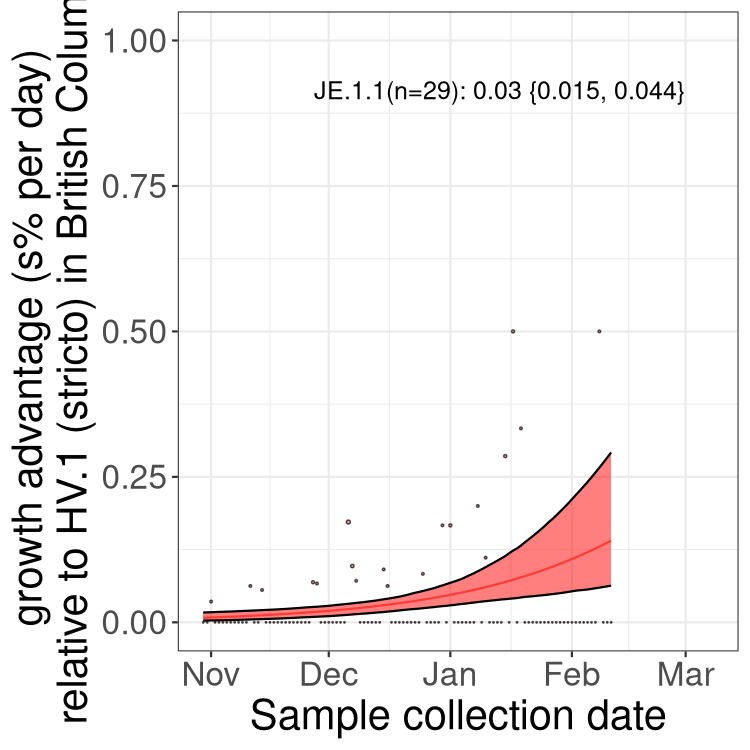 growth advantage (s% per day)
relative to HV.1 (stricto) in British Colum
1.00
0.75
0.50
0.25
0.00
JE.1.1(n=29): 0.03 {0.015, 0.044}
Nov Dec Jan Feb Mar
Sample collection date